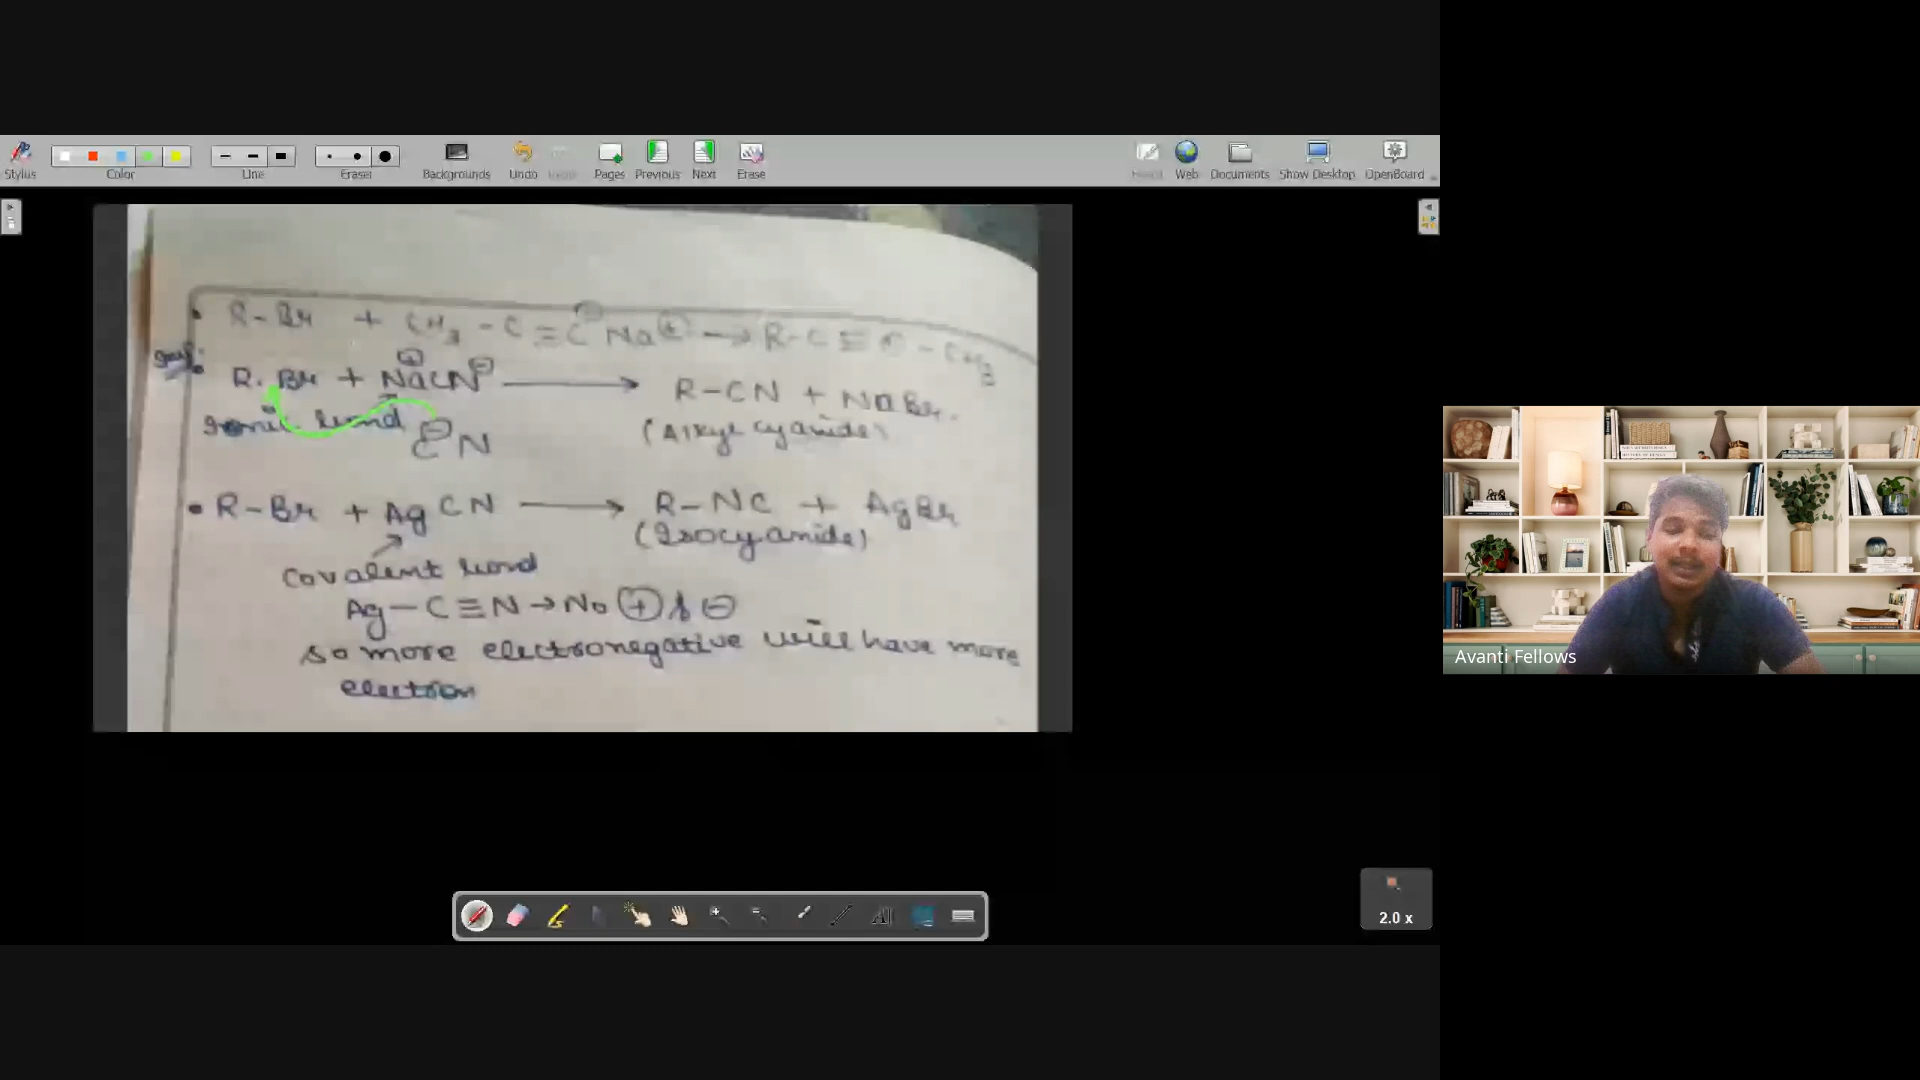 Stylus Color Line Eraser Backgrounds Undo Pages Previous Next Erase Web Documents Show Desktop OpenBoard
• R-Br + CH3 - C ≡ C⊖ Na⊕ → R-C ≡ C - CH3
R. Br + Na⊕CN⊖ → R-CN + NaBr.
Ionic bond (Alkyl cyanide)
C⊖N
• R-Br + AgCN → R-NC + AgBr
(Isocyanide)
covalent bond
Ag - C ≡ N → No ⊕ & ⊖
so more electronegative will have more
electron
Avanti Fellows
2.0 x